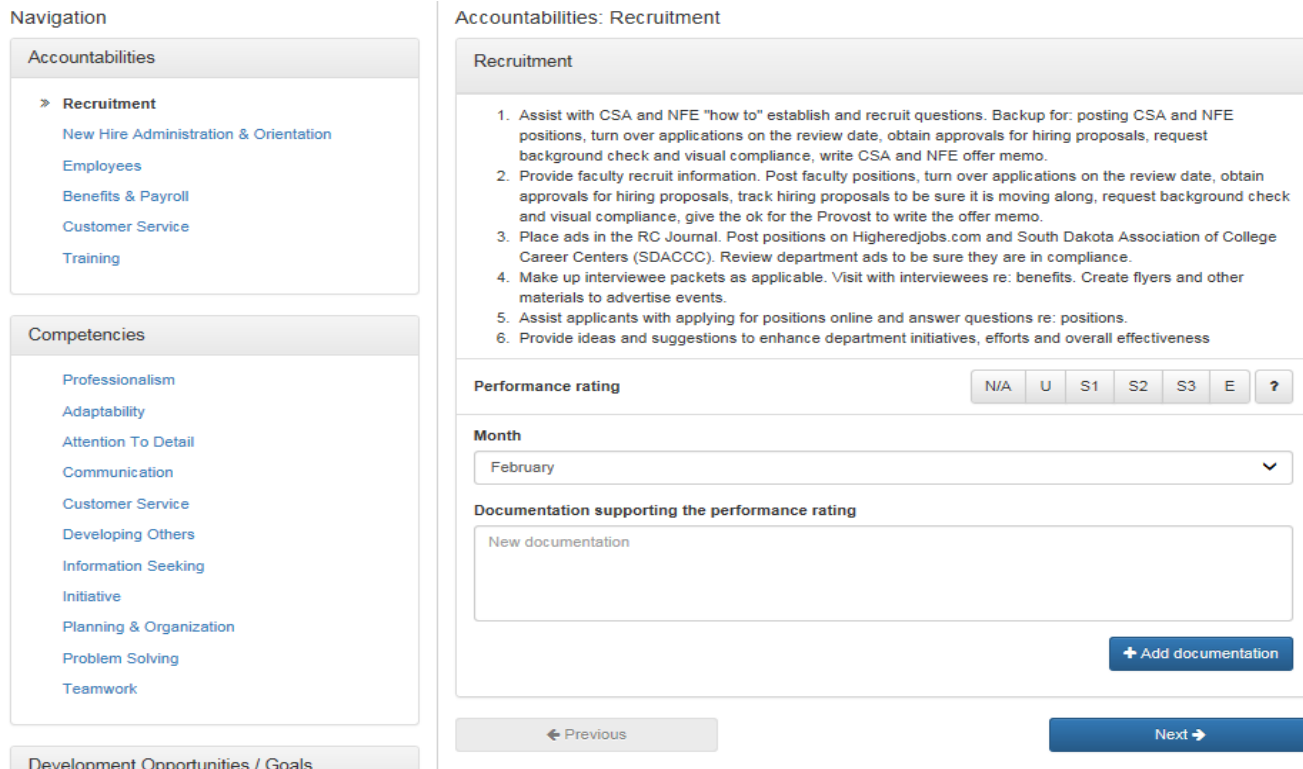 Navigation
Accountabilities
» Recruitment
New Hire Administration & Orientation
Employees
Benefits & Payroll
Customer Service
Training
Competencies
Professionalism
Adaptability
Attention To Detail
Communication
Customer Service
Developing Others
Information Seeking
Initiative
Planning & Organization
Problem Solving
Teamwork
Development Opportunities / Goals
Accountabilities: Recruitment
Recruitment
1. Assist with CSA and NFE "how to" establish and recruit questions. Backup for: posting CSA and NFE
positions, turn over applications on the review date, obtain approvals for hiring proposals, request
background check and visual compliance, write CSA and NFE offer memo.
2. Provide faculty recruit information. Post faculty positions, turn over applications on the review date, obtain
approvals for hiring proposals, track hiring proposals to be sure it is moving along, request background check
and visual compliance, give the ok for the Provost to write the offer memo.
3. Place ads in the RC Journal. Post positions on Higheredjobs.com and South Dakota Association of College
Career Centers (SDACCC). Review department ads to be sure they are in compliance.
4. Make up interviewee packets as applicable. Visit with interviewees re: benefits. Create flyers and other
materials to advertise events.
5. Assist applicants with applying for positions online and answer questions re: positions.
6. Provide ideas and suggestions to enhance department initiatives, efforts and overall effectiveness
Performance rating N/A U S1 S2 S3 E ?
Month
February
Documentation supporting the performance rating
New documentation
+ Add documentation
← Previous
Next →